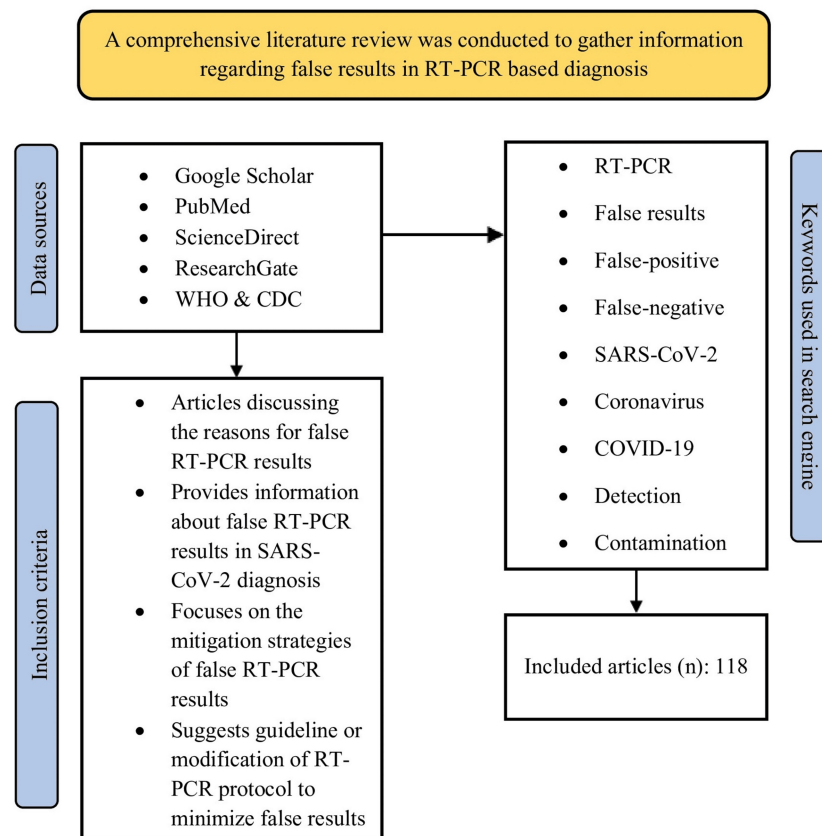 A comprehensive literature review was conducted to gather information
regarding false results in RT-PCR based diagnosis
Data sources
• Google Scholar
• PubMed
• ScienceDirect
• ResearchGate
• WHO & CDC
• RT-PCR
• False results
• False-positive
• False-negative
• SARS-CoV-2
• Coronavirus
• COVID-19
• Detection
• Contamination
Keywords used in search engine
Inclusion criteria
• Articles discussing
the reasons for false
RT-PCR results
• Provides information
about false RT-PCR
results in SARS-
CoV-2 diagnosis
• Focuses on the
mitigation strategies
of false RT-PCR
results
• Suggests guideline or
modification of RT-
PCR protocol to
minimize false results
Included articles (n): 118